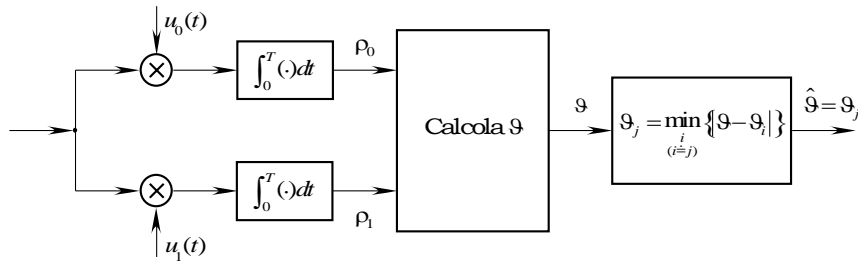 u₀(t)
∫₀ᵀ(·)dt
ρ₀
Calcola ϑ
ϑ
ϑⱼ = min {|ϑ−ϑᵢ|}
i
(i=j)
ϑ̂=ϑⱼ
∫₀ᵀ(·)dt
ρ₁
u₁(t)